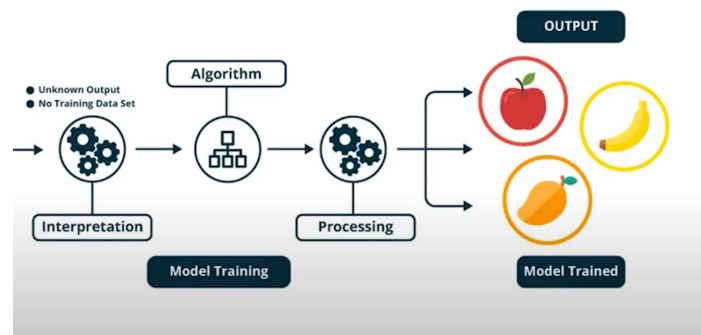 OUTPUT
Algorithm
Unknown Output
No Training Data Set
Interpretation
Processing
Model Training
Model Trained